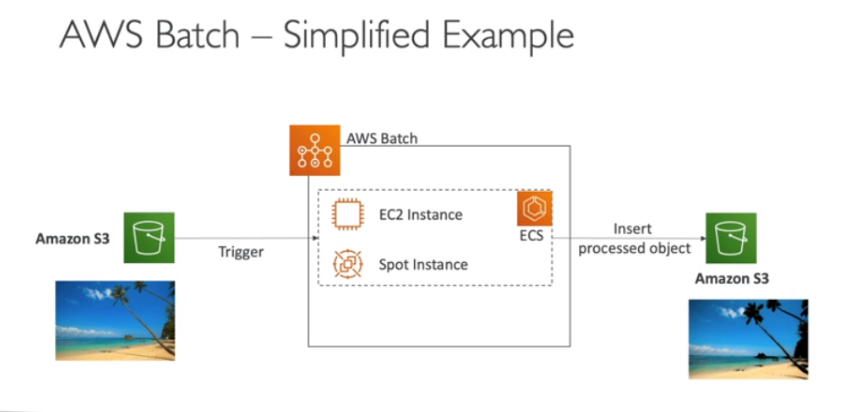 AWS Batch – Simplified Example
AWS Batch
EC2 Instance
ECS
Spot Instance
Amazon S3
Trigger
Insert
processed object
Amazon S3